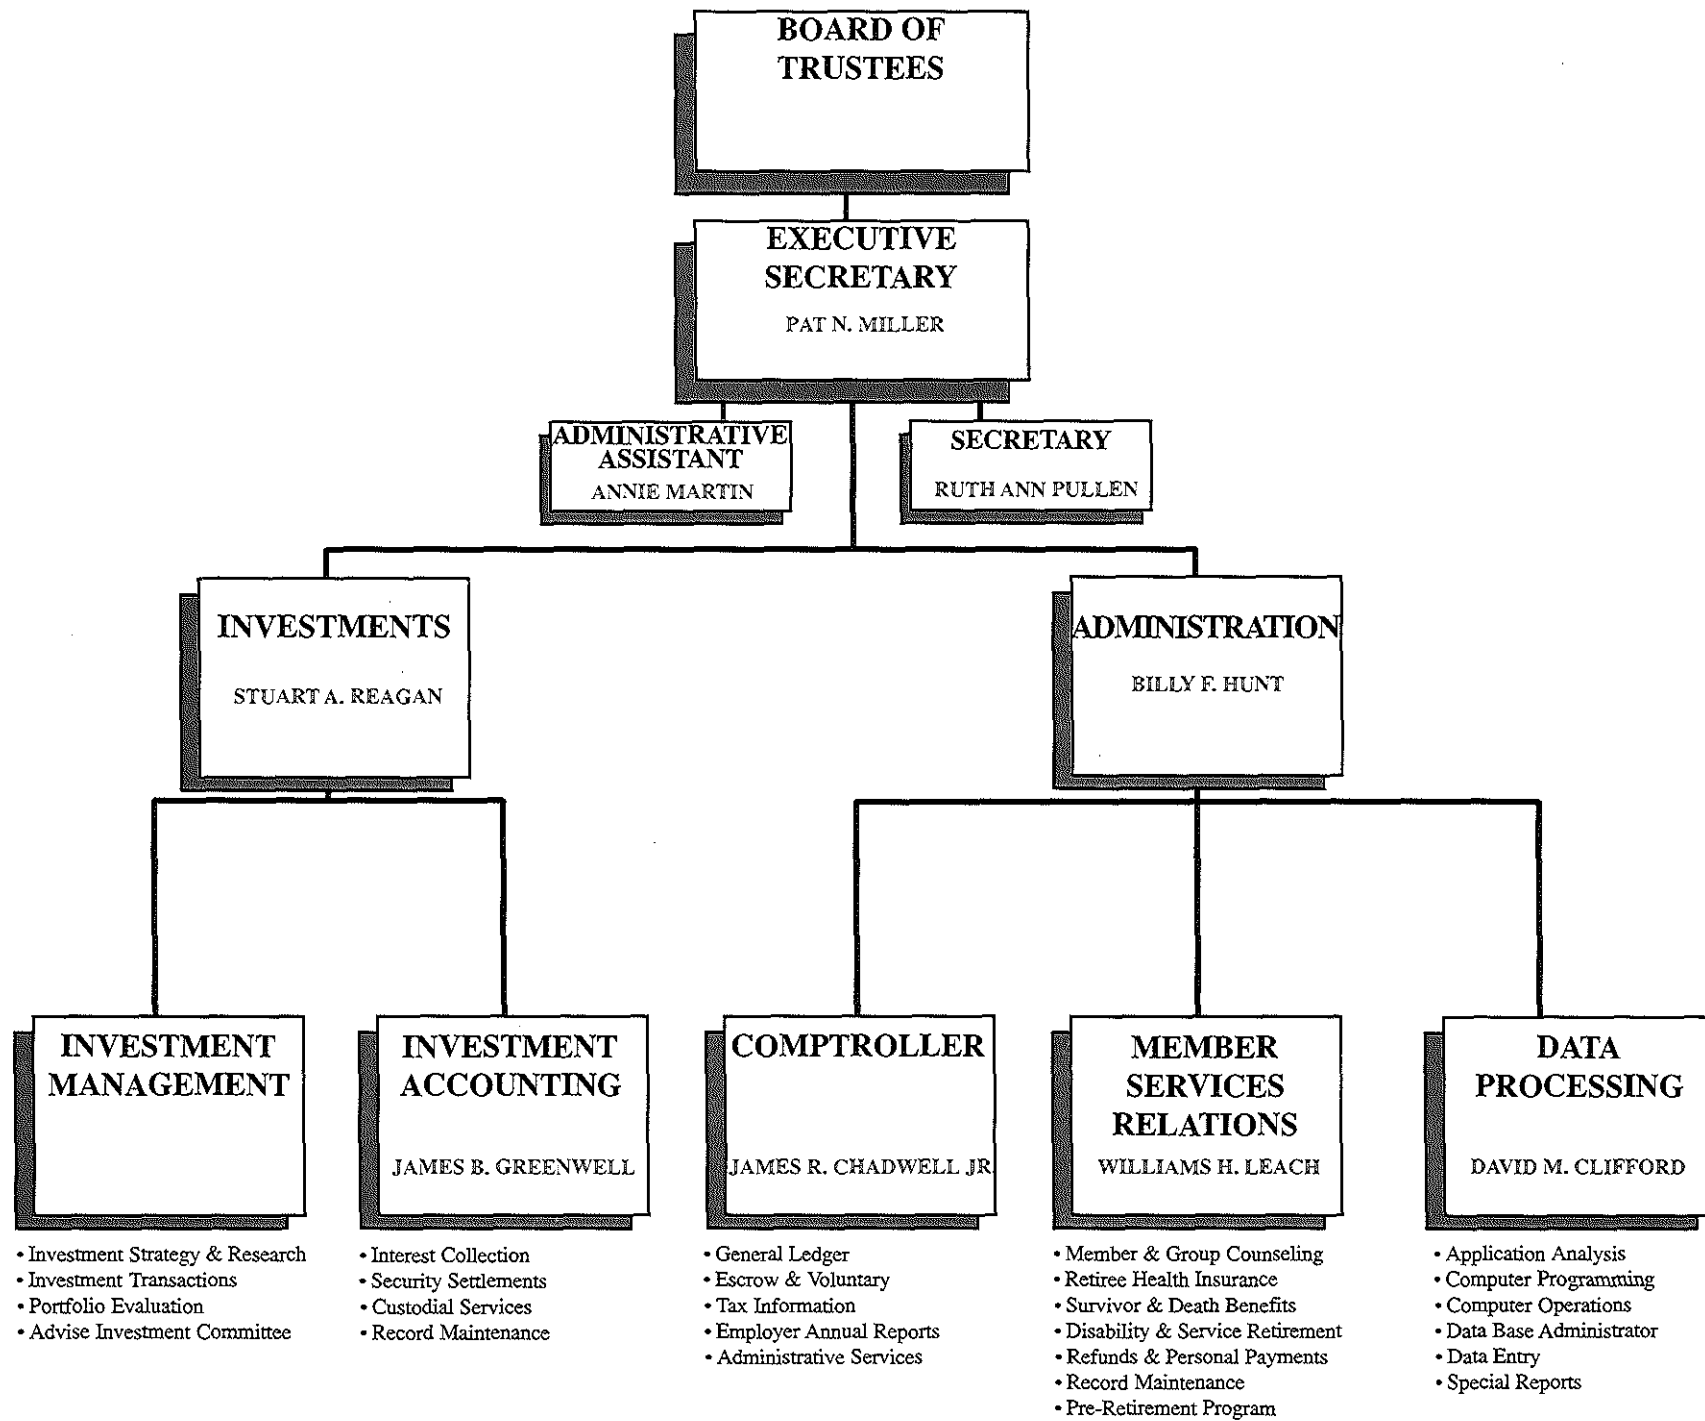 BOARD OF
TRUSTEES
EXECUTIVE
SECRETARY
PAT N. MILLER
ADMINISTRATIVE
ASSISTANT
ANNIE MARTIN
SECRETARY
RUTH ANN PULLEN
INVESTMENTS
STUART A. REAGAN
ADMINISTRATION
BILLY F. HUNT
INVESTMENT
MANAGEMENT
• Investment Strategy & Research
• Investment Transactions
• Portfolio Evaluation
• Advise Investment Committee
INVESTMENT
ACCOUNTING
JAMES B. GREENWELL
• Interest Collection
• Security Settlements
• Custodial Services
• Record Maintenance
COMPTROLLER
JAMES R. CHADWELL JR
• General Ledger
• Escrow & Voluntary
• Tax Information
• Employer Annual Reports
• Administrative Services
MEMBER
SERVICES
RELATIONS
WILLIAMS H. LEACH
• Member & Group Counseling
• Retiree Health Insurance
• Survivor & Death Benefits
• Disability & Service Retirement
• Refunds & Personal Payments
• Record Maintenance
• Pre-Retirement Program
DATA
PROCESSING
DAVID M. CLIFFORD
• Application Analysis
• Computer Programming
• Computer Operations
• Data Base Administrator
• Data Entry
• Special Reports